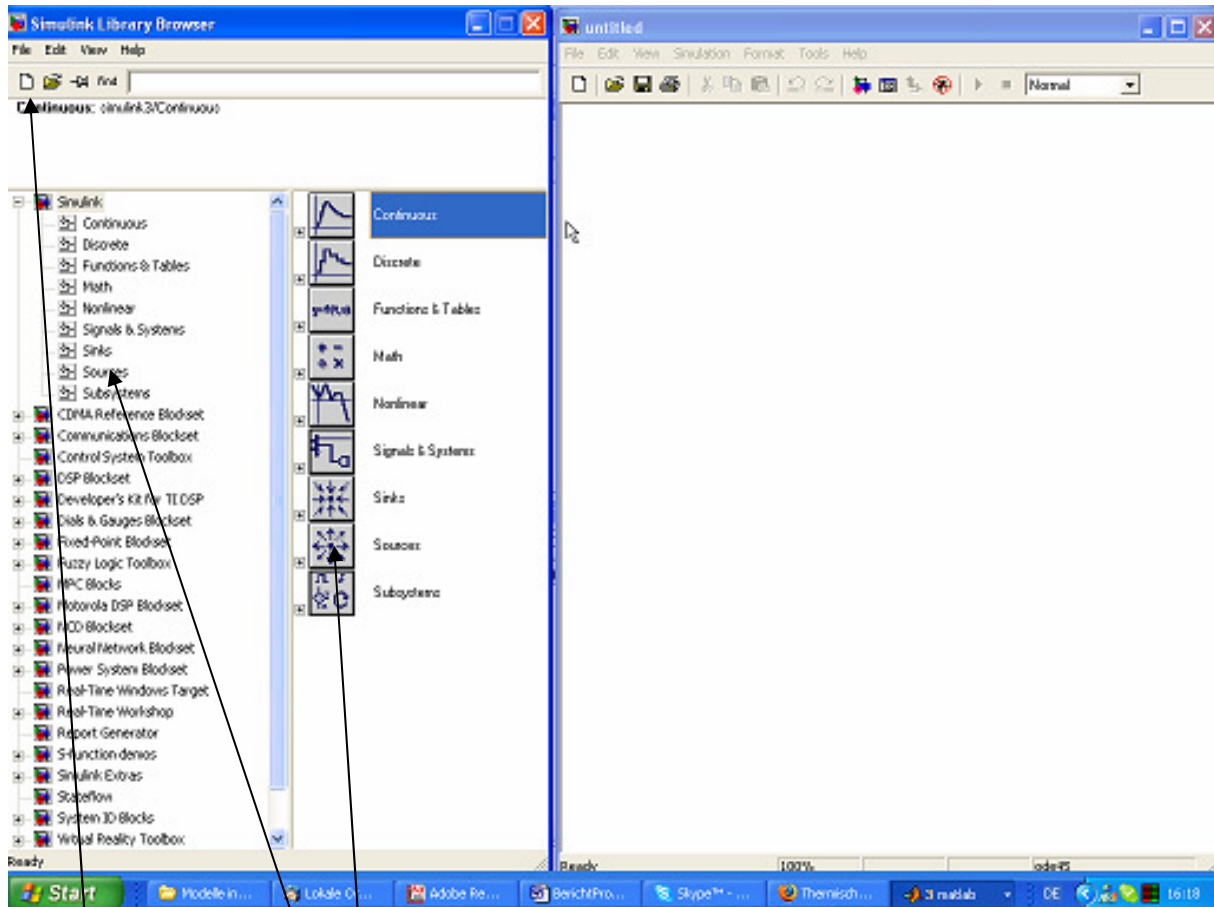 Simulink Library Browser
File Edit View Help
find
Continuous: simulink3/Continuous
Simulink
Continuous
Discrete
Functions & Tables
Math
Nonlinear
Signals & Systems
Sinks
Sources
Subsystems
CDMA Reference Blockset
Communications Blockset
Control System Toolbox
DSP Blockset
Developer's Kit for TI DSP
Dials & Gauges Blockset
Fixed-Point Blockset
Fuzzy Logic Toolbox
MPC Blocks
Motorola DSP Blockset
NCD Blockset
Neural Network Blockset
Power System Blockset
Real-Time Windows Target
Real-Time Workshop
Report Generator
S-function demos
Simulink Extras
Stateflow
System ID Blocks
Virtual Reality Toolbox
Continuous
Discrete
Functions & Tables
Math
Nonlinear
Signals & Systems
Sinks
Sources
Subsystems
Ready
untitled
File Edit View Simulation Format Tools Help
Normal
Ready 100% ode45
Start Modelle in... Lokale ... Adobe Re... BerichtPro... Skype™ - ... Thermisch... 3 matlab DE 16:18